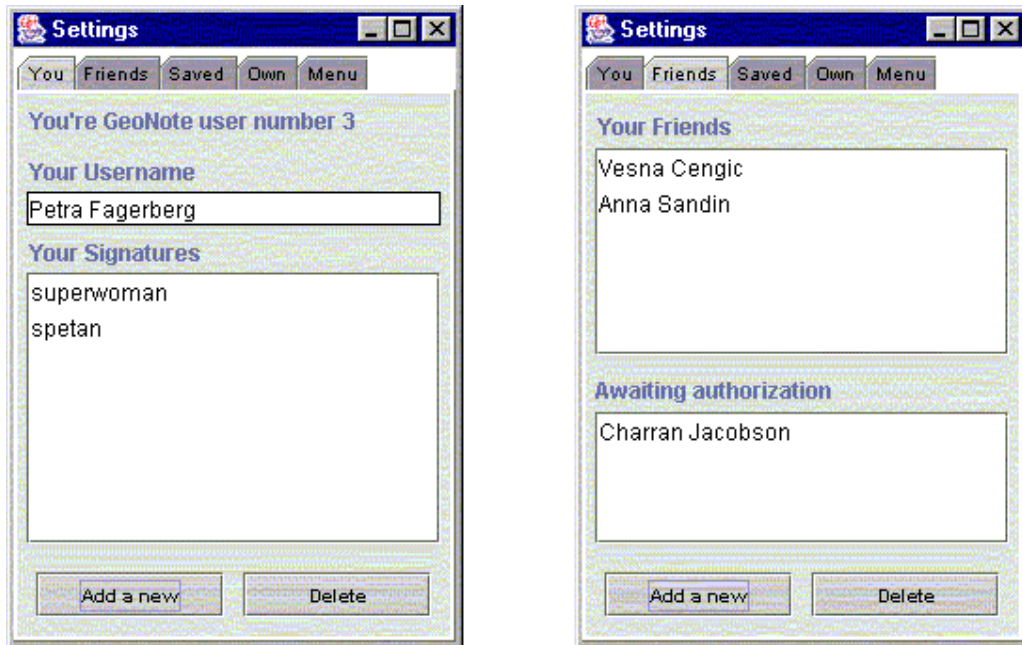 Settings
You Friends Saved Own Menu
You're GeoNote user number 3
Your Username
Petra Fagerberg
Your Signatures
superwoman
spetan
Add a new Delete
Settings
You Friends Saved Own Menu
Your Friends
Vesna Cengic
Anna Sandin
Awaiting authorization
Charran Jacobson
Add a new Delete